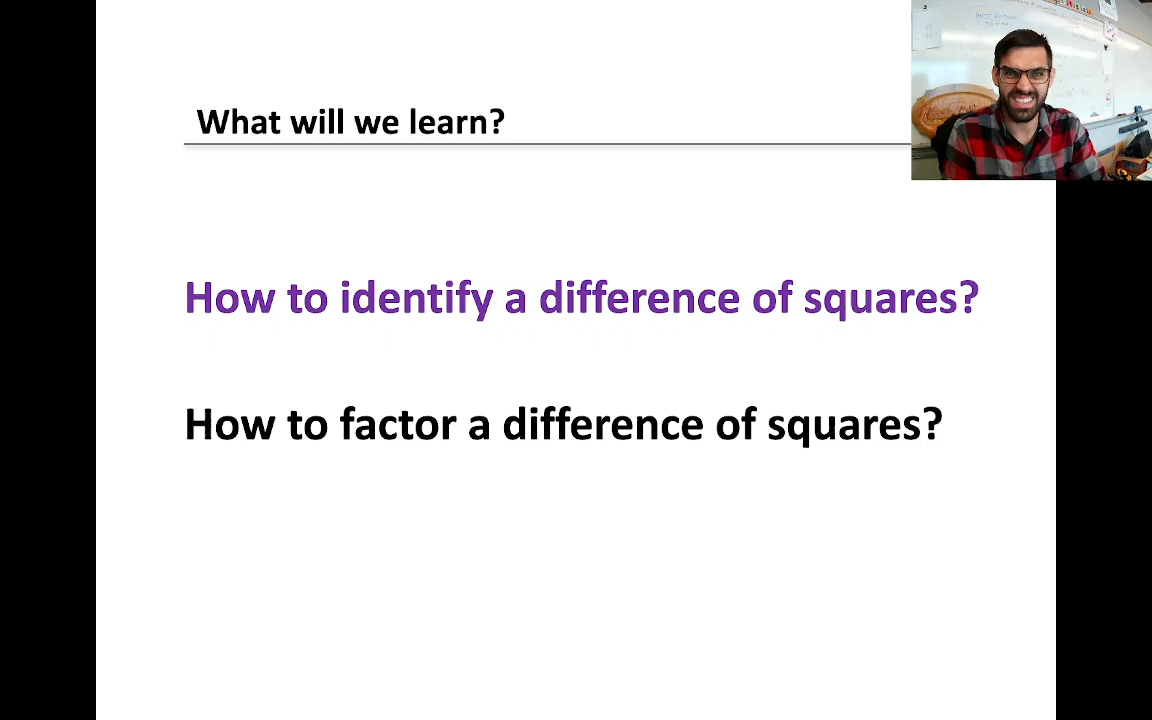 What will we learn?
How to identify a difference of squares?
How to factor a difference of squares?